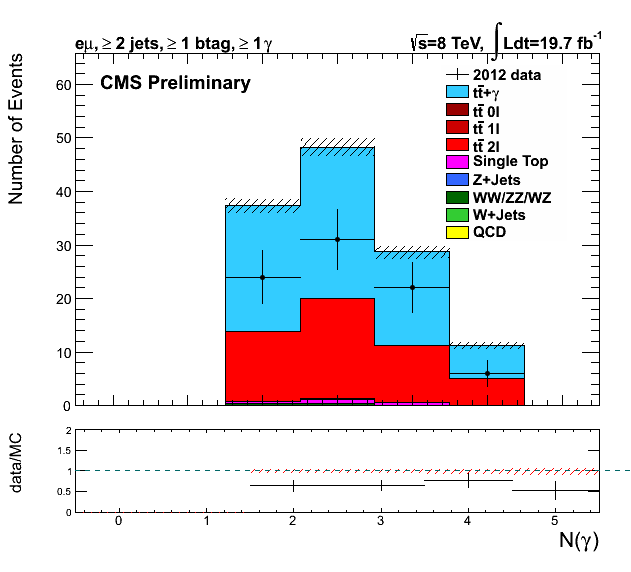 eμ, ≥ 2 jets, ≥ 1 btag, ≥ 1γ
√s=8 TeV, ∫Ldt=19.7 fb⁻¹
CMS Preliminary
Number of Events
60
50
40
30
20
10
0
2012 data
tt̄+γ
tt̄ 0l
tt̄ 1l
tt̄ 2l
Single Top
Z+Jets
WW/ZZ/WZ
W+Jets
QCD
data/MC
2
1.5
1
0.5
0
0 1 2 3 4 5
N(γ)